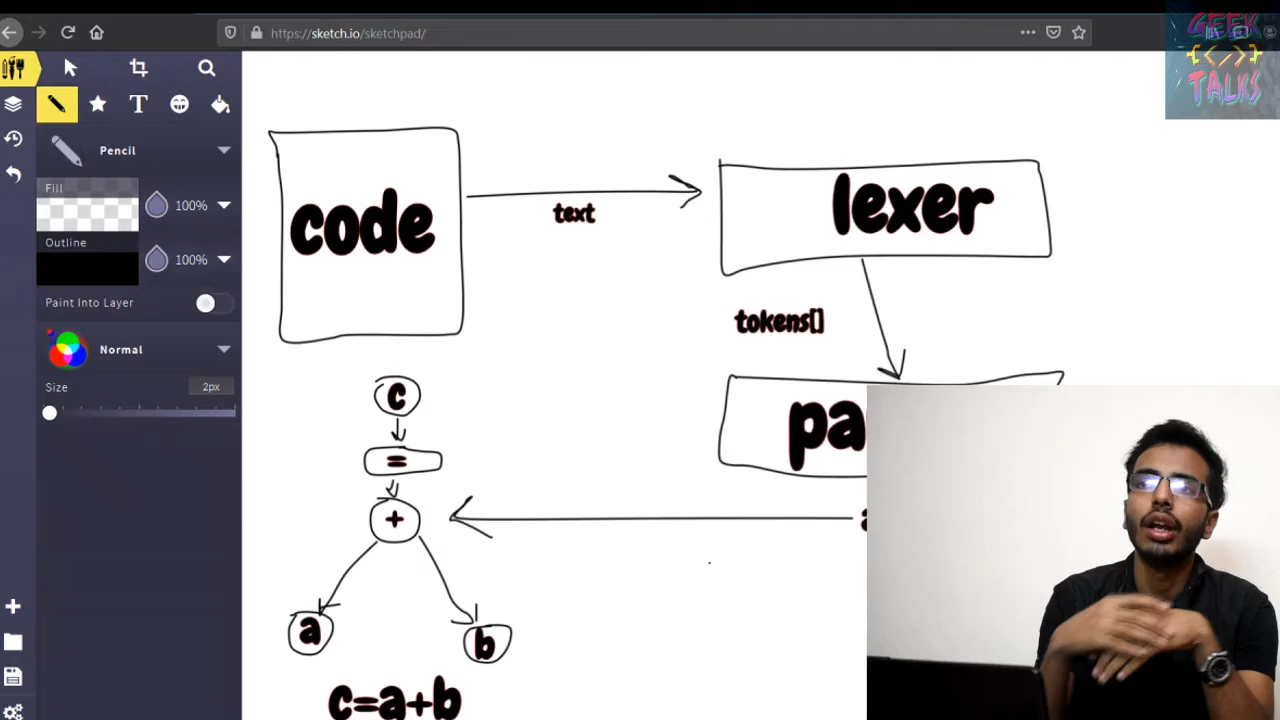 https://sketch.io/sketchpad/
GEEK
</>
TALKS
T
Pencil
Fill
100%
Outline
100%
Paint Into Layer
Normal
Size
2px
code
text
lexer
tokens[]
pa
c
=
+
a
a
b
c=a+b